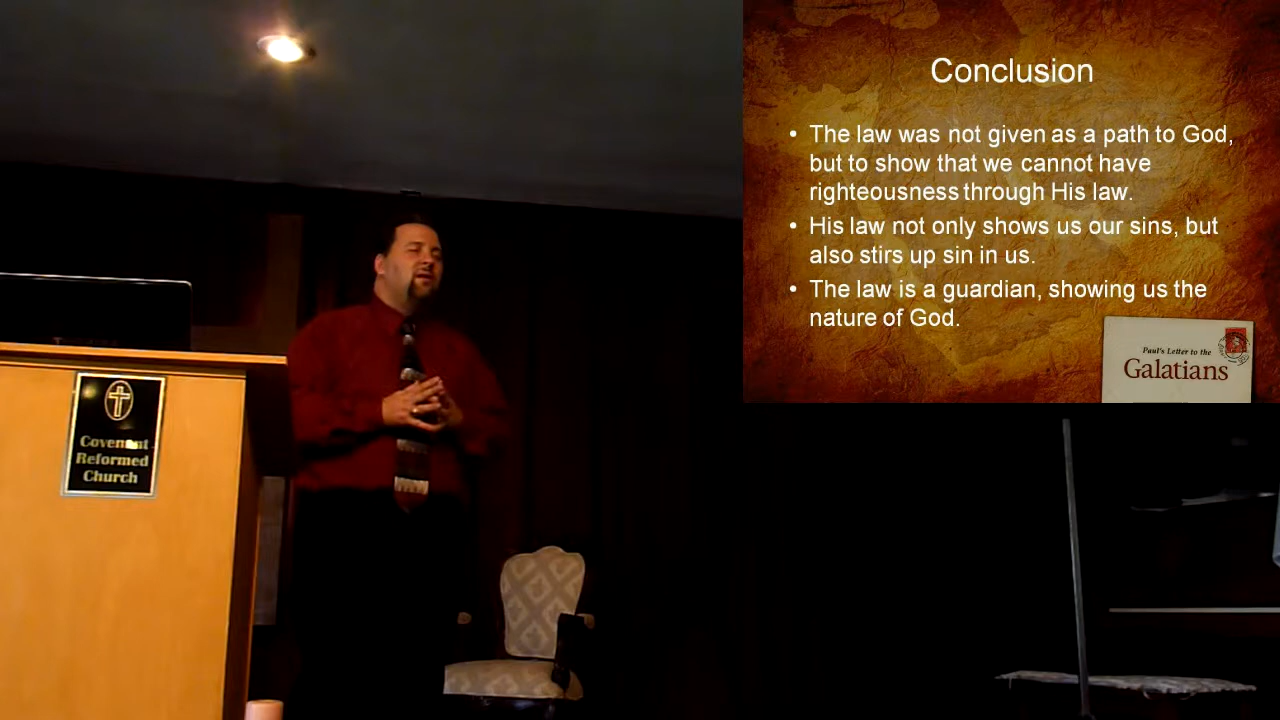 Conclusion
• The law was not given as a path to God,
but to show that we cannot have
righteousness through His law.
• His law not only shows us our sins, but
also stirs up sin in us.
• The law is a guardian, showing us the
nature of God.
Paul's Letter to the
Galatians
Covenant
Reformed
Church